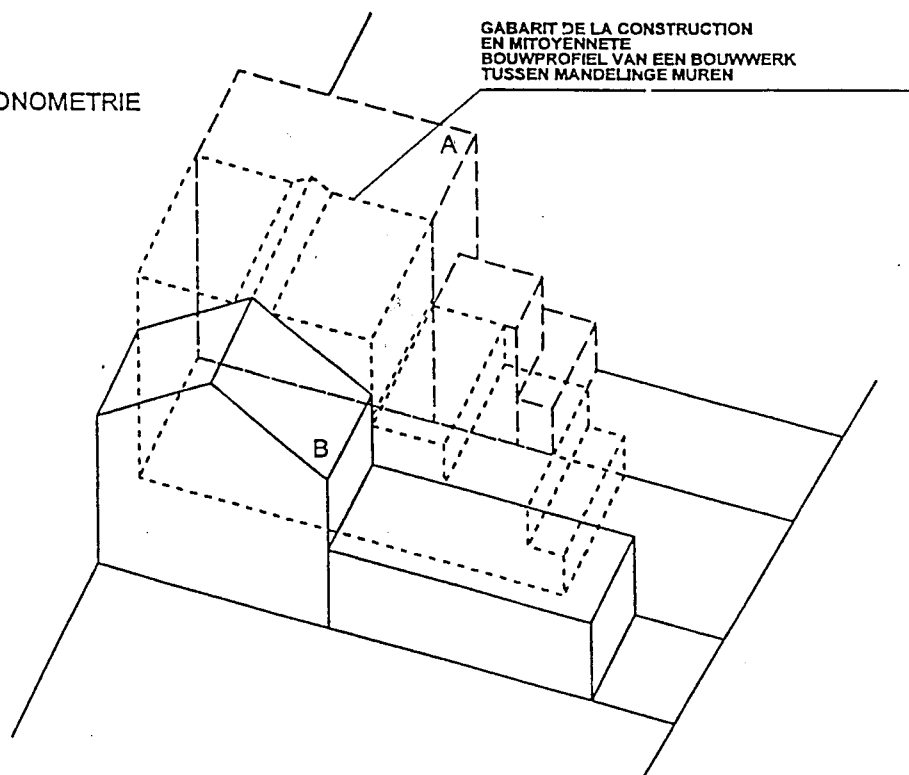 GABARIT DE LA CONSTRUCTION
EN MITOYENNETE
BOUWPROFIEL VAN EEN BOUWWERK
TUSSEN MANDELINGE MUREN
ONOMETRIE
A
B